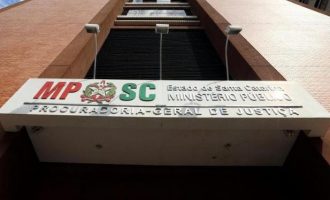 MP SC
Estado de Santa Catarina
MINISTÉRIO PÚBLICO
PROCURADORIA-GERAL DE JUSTIÇA